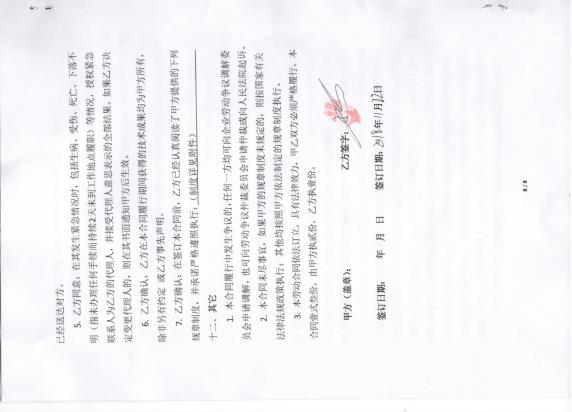 已经送达对方。
5. 乙方同意：在其发生紧急情况时，包括生病、受伤、死亡、下落不
明（指未办理任何手续而持续2天未到工作地点履职）等情况，授权紧急
联系人为乙方的代理人，并接受代理人意思表示的全部结果。如果乙方决
定变更代理人的，则在其书面通知甲方后生效。
6. 乙方确认，乙方在本合同履行期间获得的技术成果均为甲方所有，
除非另有约定 或乙方事先声明。
7. 乙方确认：在签订本合同前，乙方已经认真阅读了甲方提供的下列
规章制度，并承诺严格遵照执行：（制度详见附件）
十二、其它
1. 本合同履行中发生争议的，任何一方均可向企业劳动争议调解委
员会申请调解，也可向劳动争议仲裁委员会申请仲裁或向人民法院起诉。
2. 本合同未尽事宜，如果甲方的规章制度未规定的，则按国家有关
法律法规政策执行；其他均按照甲方依法制定的规章制度执行。
3. 本劳动合同依法订立，具有法律效力，甲乙双方必须严格履行。本
合同壹式叁份，由甲方执贰份，乙方执壹份。
甲方（盖章）： 乙方签字：
签订日期： 年 月 日 签订日期：2018年11月22日
8/8